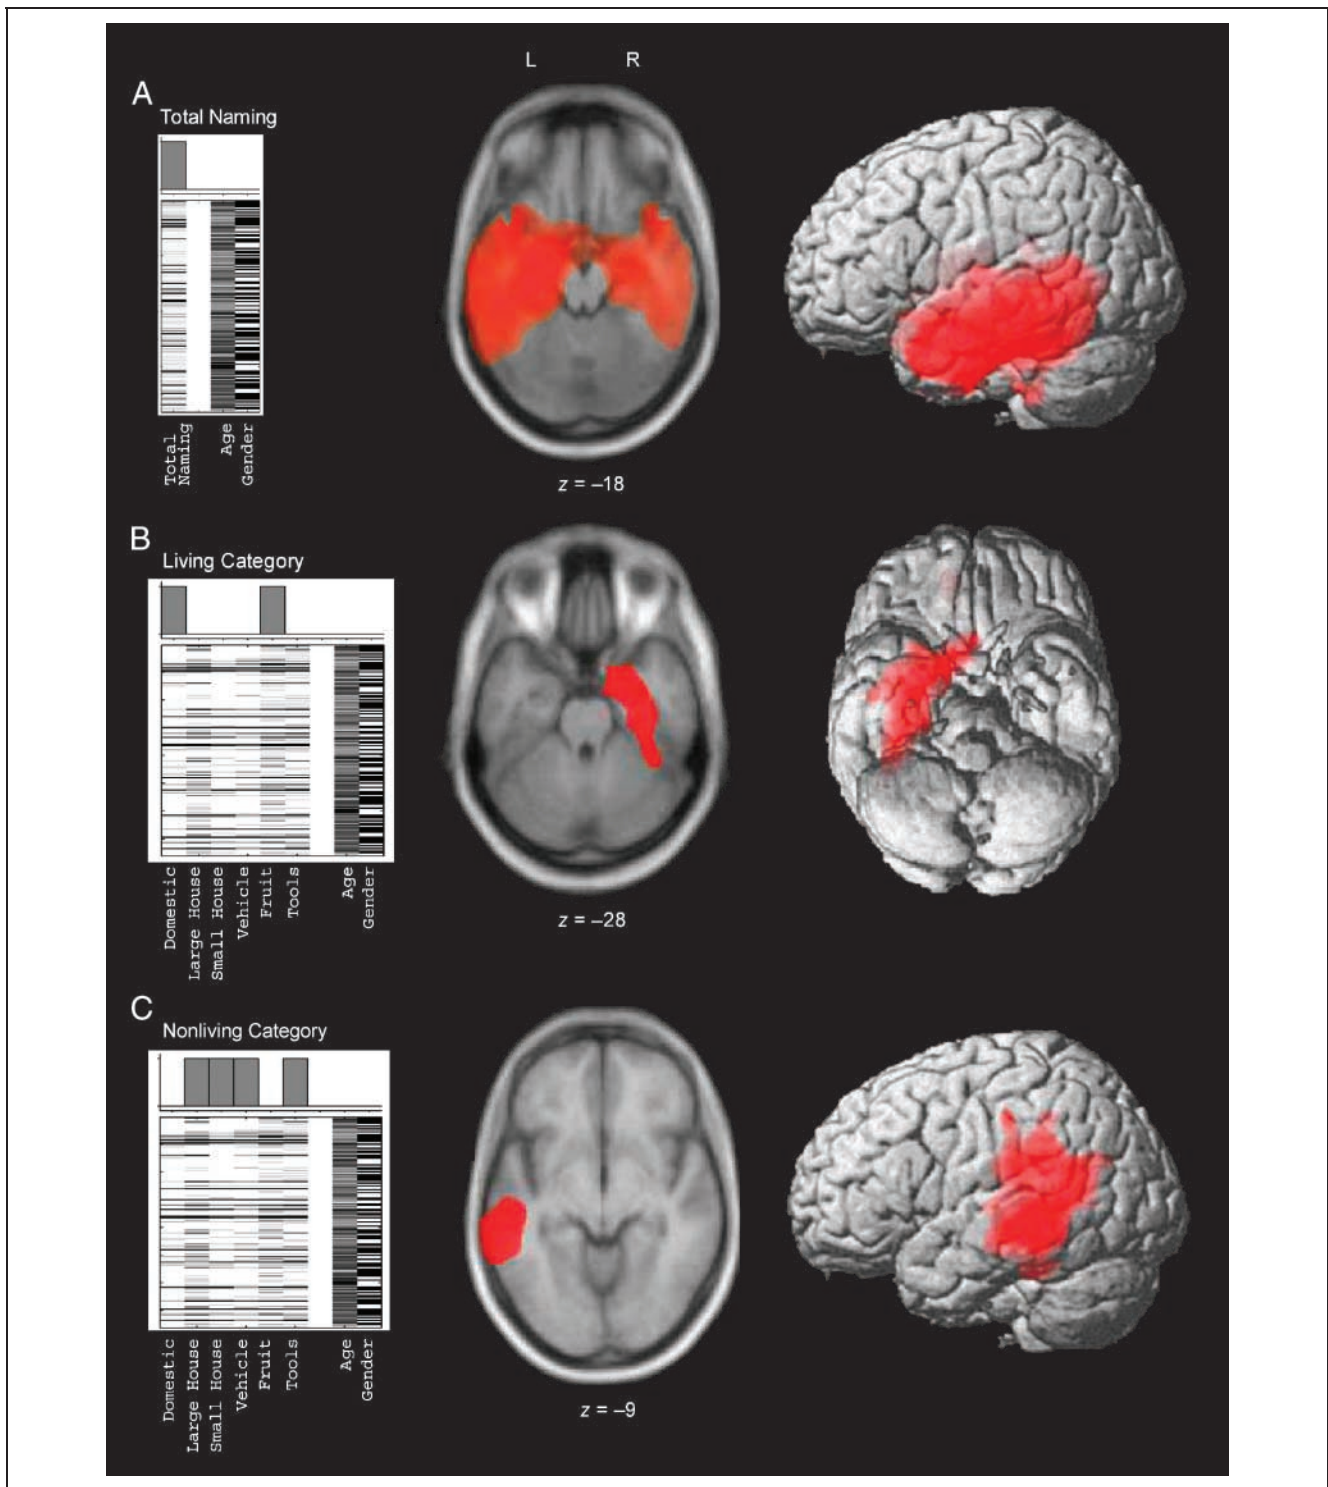 L R
A
Total Naming
Total
Naming
Age
Gender
z = –18
B
Living Category
Domestic
Large House
Small House
Vehicle
Fruit
Tools
Age
Gender
z = –28
C
Nonliving Category
Domestic
Large House
Small House
Vehicle
Fruit
Tools
Age
Gender
z = –9